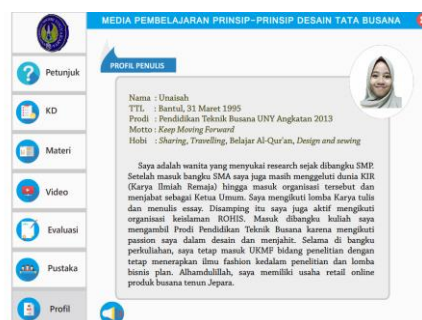 MEDIA PEMBELAJARAN PRINSIP-PRINSIP DESAIN TATA BUSANA
Petunjuk
KD
Materi
Video
Evaluasi
Pustaka
Profil
PROFIL PENULIS
Nama : Unaisah
TTL : Bantul, 31 Maret 1995
Prodi : Pendidikan Teknik Busana UNY Angkatan 2013
Motto : Keep Moving Forward
Hobi : Sharing, Travelling, Belajar Al-Qur'an, Design and sewing
Saya adalah wanita yang menyukai research sejak dibangku SMP.
Setelah masuk bangku SMA saya juga masih menggeluti dunia KIR
(Karya Ilmiah Remaja) hingga masuk organisasi tersebut dan
menjabat sebagai Ketua Umum. Saya mengikuti lomba Karya tulis
dan menulis essay. Disamping itu saya juga aktif mengikuti
organisasi keislaman ROHIS. Masuk dibangku kuliah saya
mengambil Prodi Pendidikan Teknik Busana karena mengikuti
passion saya dalam desain dan menjahit. Selama di bangku
perkuliahan, saya tetap masuk UKMF bidang penelitian dengan
tetap menerapkan ilmu fashion kedalam penelitian dan lomba
bisnis plan. Alhamdulillah, saya memiliki usaha retail online
produk busana tenun Jepara.